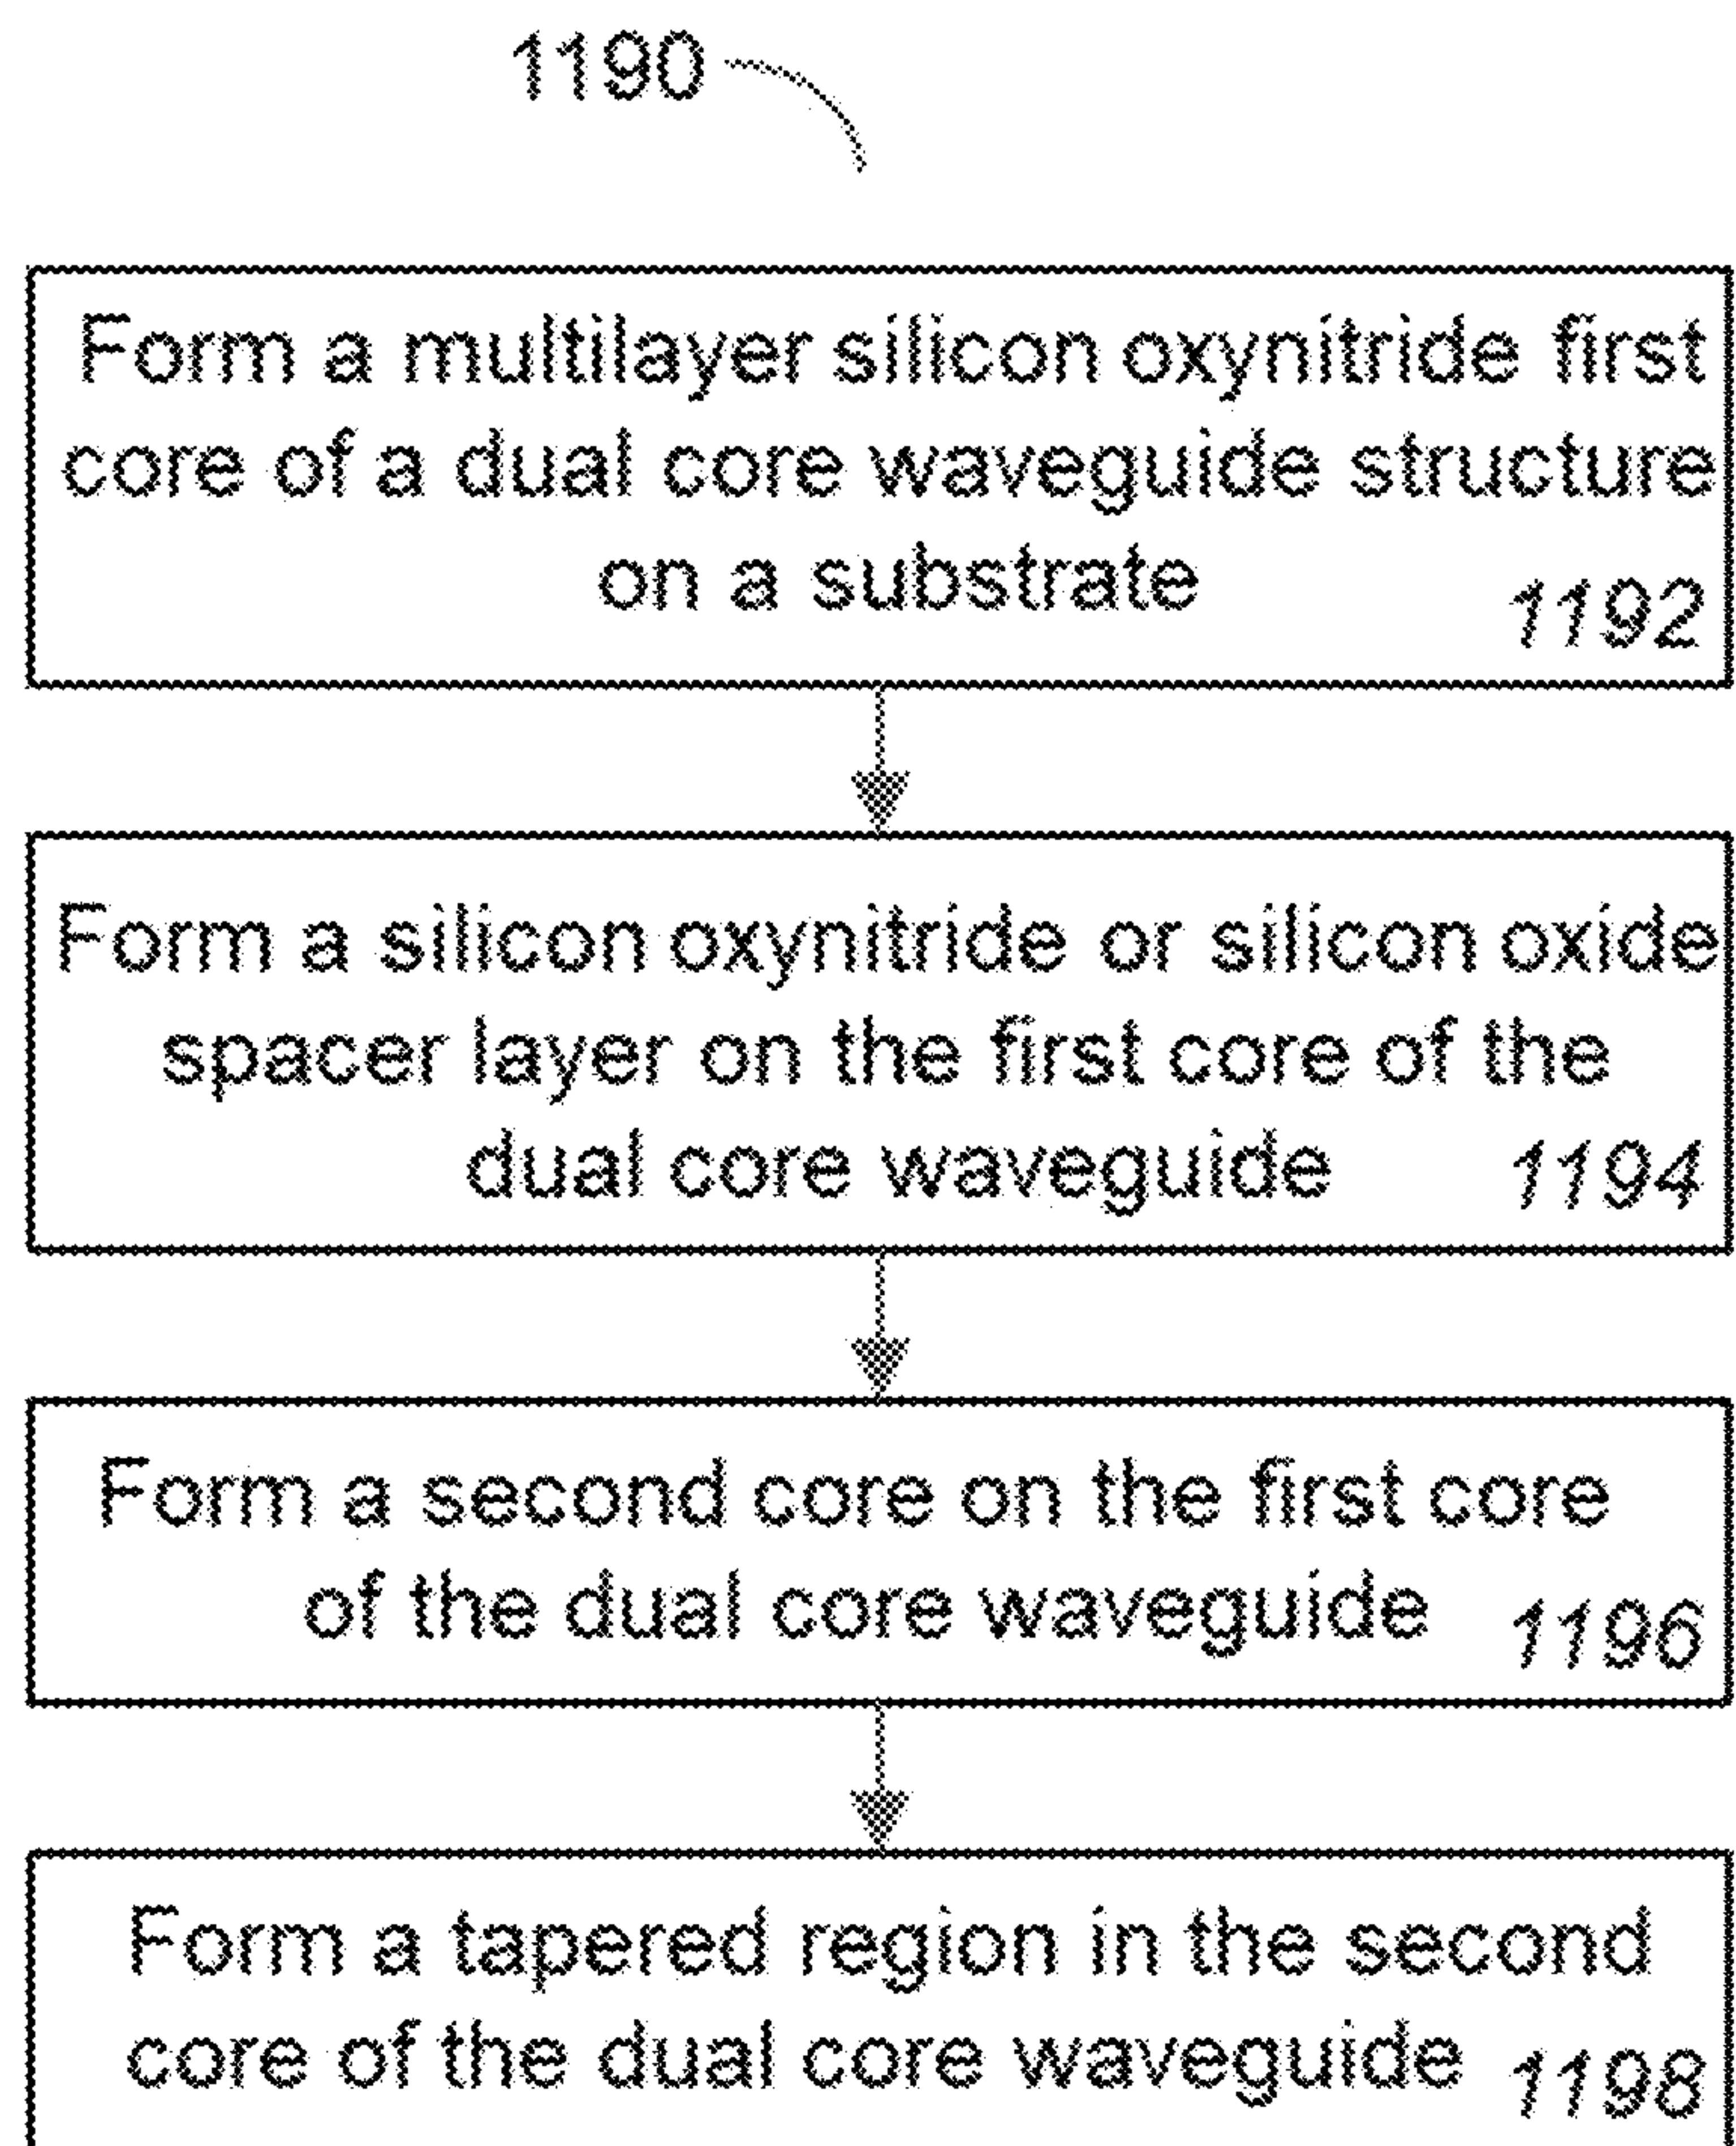 1190
Form a multilayer silicon oxynitride first
core of a dual core waveguide structure
on a substrate 1192
Form a silicon oxynitride or silicon oxide
spacer layer on the first core of the
dual core waveguide 1194
Form a second core on the first core
of the dual core waveguide 1196
Form a tapered region in the second
core of the dual core waveguide 1198